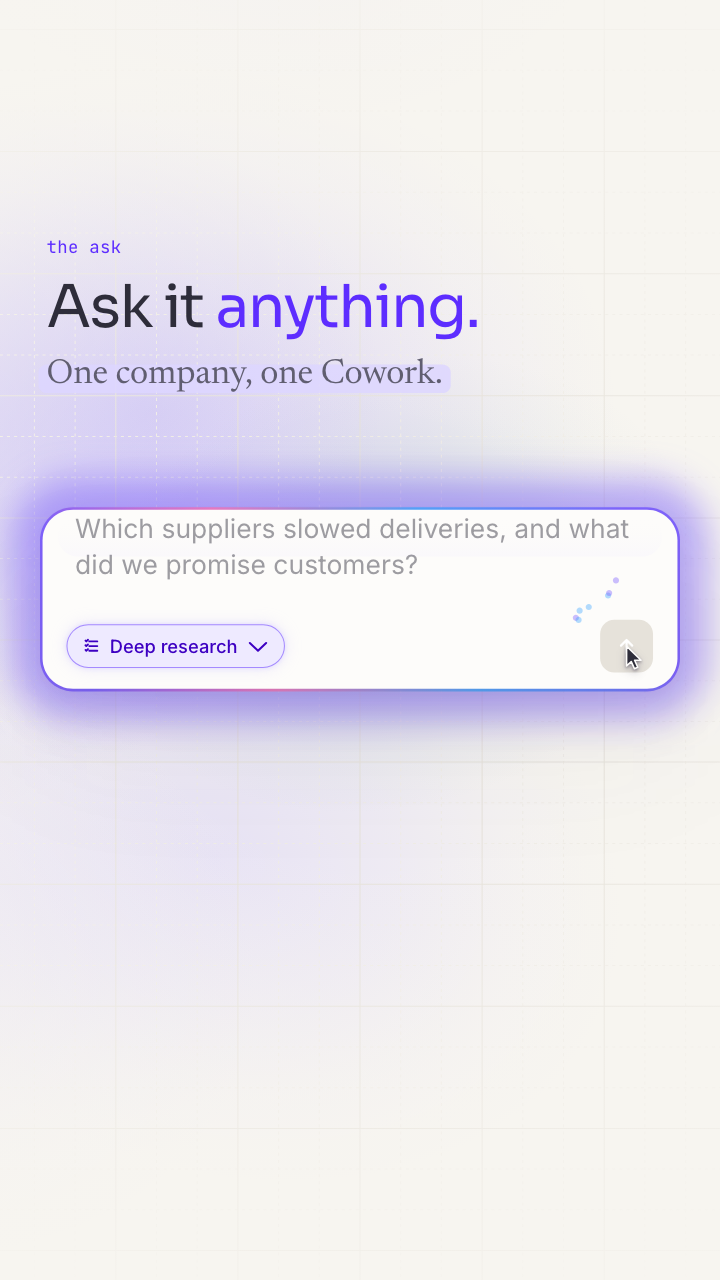 the ask
Ask it anything.
One company, one Cowork.
Which suppliers slowed deliveries, and what
did we promise customers?
Deep research